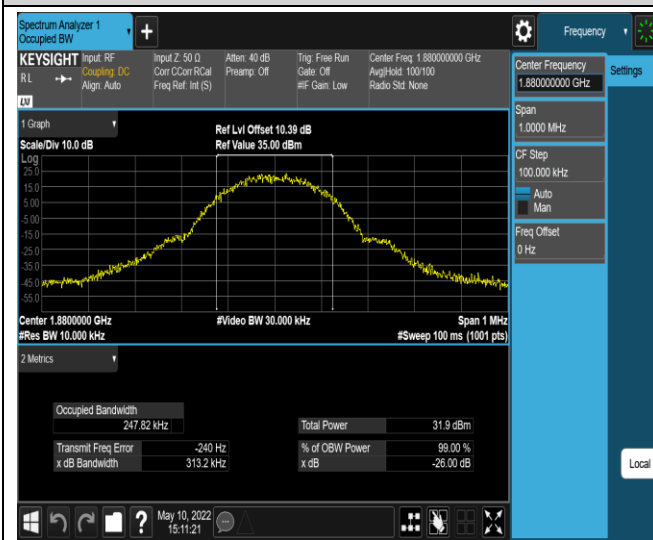 Spectrum Analyzer 1
Occupied BW
+
Frequency
KEYSIGHT
Input: RF
Coupling: DC
Align: Auto
Input Z: 50 Ω
Corr CCorr RCal
Freq Ref: Int (S)
Atten: 40 dB
Preamp: Off
Trig: Free Run
Gate: Off
#IF Gain: Low
Center Freq: 1.880000000 GHz
Avg|Hold: 100/100
Radio Std: None
RL
LXI
Center Frequency
1.880000000 GHz
Settings
Span
1.0000 MHz
CF Step
100.000 kHz
Auto
Man
Freq Offset
0 Hz
1 Graph
Scale/Div 10.0 dB
Ref Lvl Offset 10.39 dB
Ref Value 35.00 dBm
Log
25.0
15.0
5.00
-5.00
-15.0
-25.0
-35.0
-45.0
-55.0
Center 1.8800000 GHz
#Res BW 10.000 kHz
#Video BW 30.000 kHz
Span 1 MHz
#Sweep 100 ms (1001 pts)
2 Metrics
Occupied Bandwidth
247.82 kHz
Total Power 31.9 dBm
Transmit Freq Error -240 Hz
% of OBW Power 99.00 %
x dB Bandwidth 313.2 kHz
x dB -26.00 dB
Local
?
May 10, 2022
15:11:21